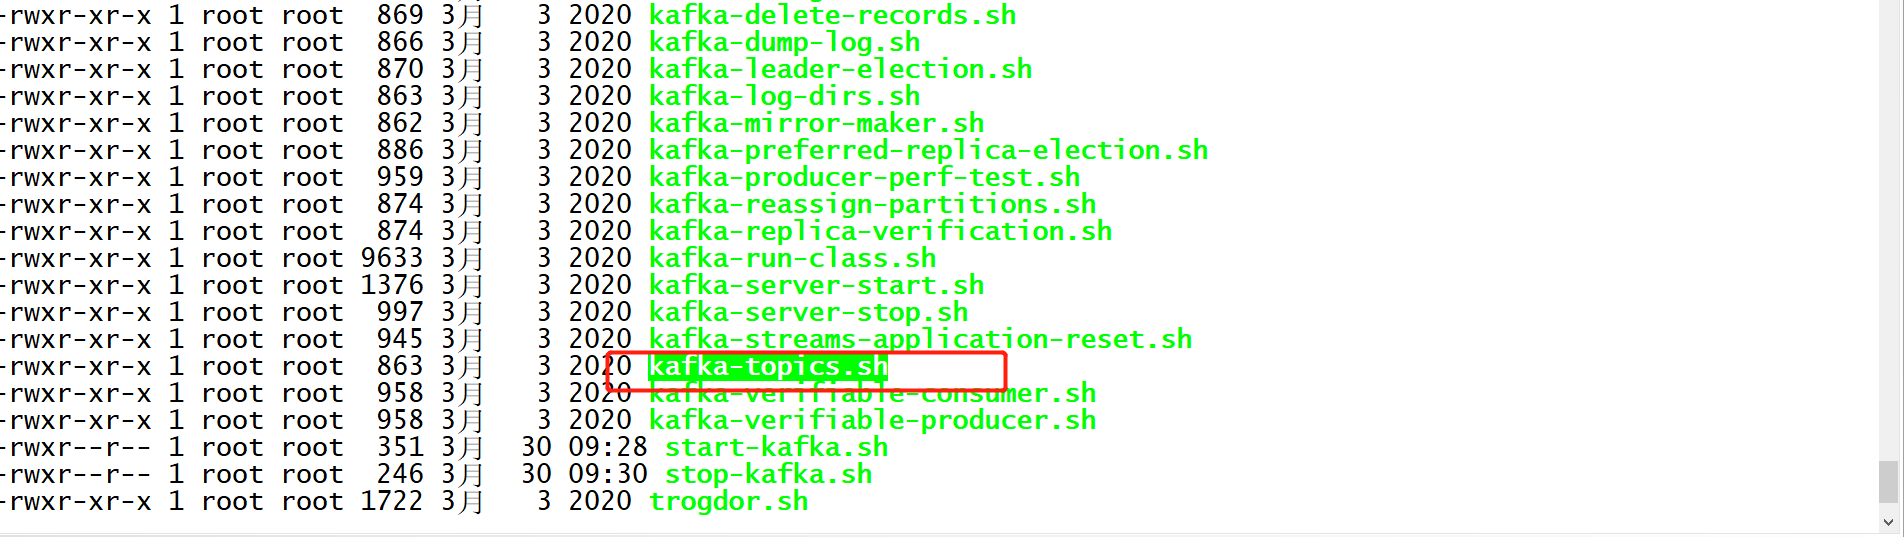 -rwxr-xr-x 1 root root  869 3月   3 2020 kafka-delete-records.sh
-rwxr-xr-x 1 root root  866 3月   3 2020 kafka-dump-log.sh
-rwxr-xr-x 1 root root  870 3月   3 2020 kafka-leader-election.sh
-rwxr-xr-x 1 root root  863 3月   3 2020 kafka-log-dirs.sh
-rwxr-xr-x 1 root root  862 3月   3 2020 kafka-mirror-maker.sh
-rwxr-xr-x 1 root root  886 3月   3 2020 kafka-preferred-replica-election.sh
-rwxr-xr-x 1 root root  959 3月   3 2020 kafka-producer-perf-test.sh
-rwxr-xr-x 1 root root  874 3月   3 2020 kafka-reassign-partitions.sh
-rwxr-xr-x 1 root root  874 3月   3 2020 kafka-replica-verification.sh
-rwxr-xr-x 1 root root 9633 3月   3 2020 kafka-run-class.sh
-rwxr-xr-x 1 root root 1376 3月   3 2020 kafka-server-start.sh
-rwxr-xr-x 1 root root  997 3月   3 2020 kafka-server-stop.sh
-rwxr-xr-x 1 root root  945 3月   3 2020 kafka-streams-application-reset.sh
-rwxr-xr-x 1 root root  863 3月   3 2020 kafka-topics.sh
-rwxr-xr-x 1 root root  958 3月   3 2020 kafka-verifiable-consumer.sh
-rwxr-xr-x 1 root root  958 3月   3 2020 kafka-verifiable-producer.sh
-rwxr--r-- 1 root root  351 3月  30 09:28 start-kafka.sh
-rwxr--r-- 1 root root  246 3月  30 09:30 stop-kafka.sh
-rwxr-xr-x 1 root root 1722 3月   3 2020 trogdor.sh